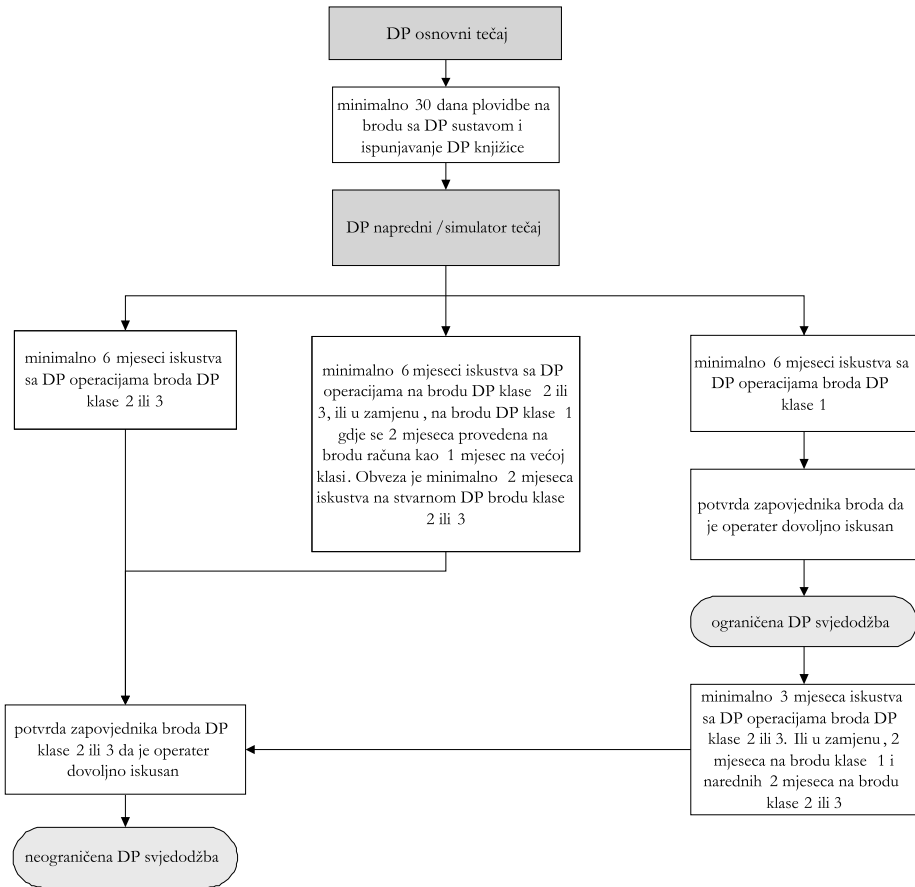 DP osnovni tečaj
minimalno 30 dana plovidbe na
brodu sa DP sustavom i
ispunjavanje DP knjižice
DP napredni /simulator tečaj
minimalno 6 mjeseci iskustva
sa DP operacijama broda DP
klase 2 ili 3
minimalno 6 mjeseci iskustva sa DP
operacijama na brodu DP klase 2 ili
3, ili u zamjenu , na brodu DP klase 1
gdje se 2 mjeseca provedena na
brodu računa kao 1 mjesec na većoj
klasi. Obveza je minimalno 2 mjeseca
iskustva na stvarnom DP brodu klase
2 ili 3
minimalno 6 mjeseci iskustva sa
DP operacijama broda DP
klase 1
potvrda zapovjednika broda da
je operater dovoljno iskusan
ograničena DP svjedodžba
minimalno 3 mjeseca iskustva
sa DP operacijama broda DP
klase 2 ili 3. Ili u zamjenu , 2
mjeseca na brodu klase 1 i
narednih 2 mjeseca na brodu
klase 2 ili 3
potvrda zapovjednika broda DP
klase 2 ili 3 da je operater
dovoljno iskusan
neograničena DP svjedodžba